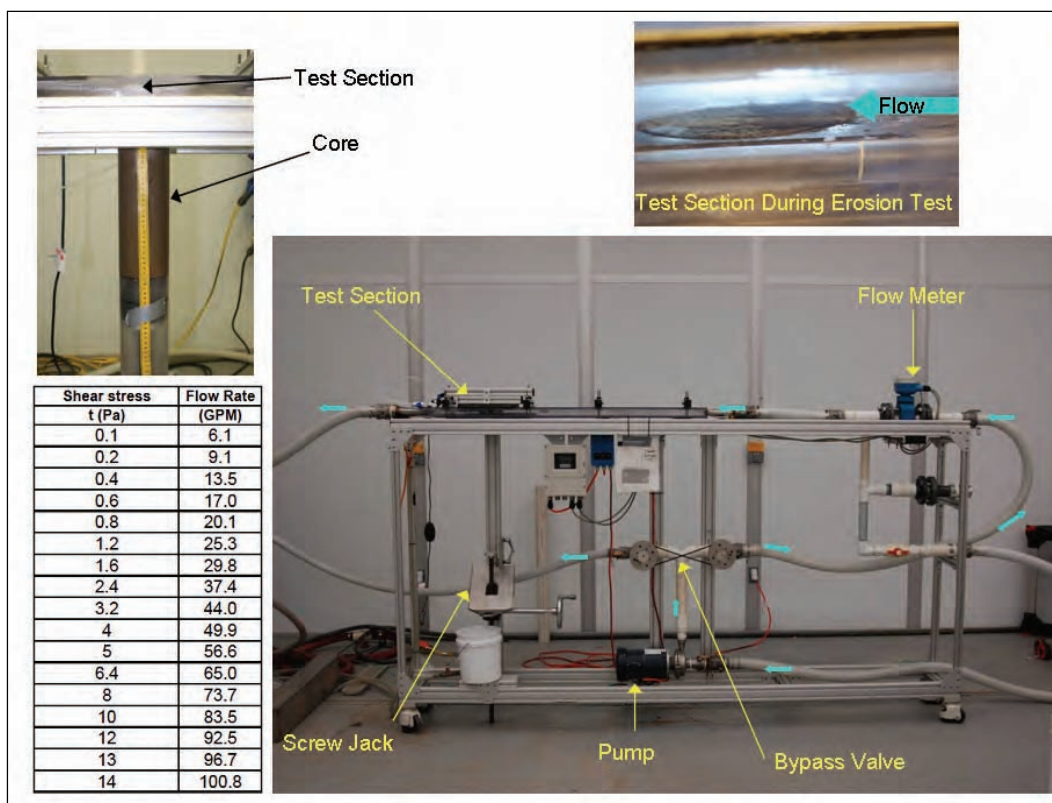 Test Section
Core
Flow
Test Section During Erosion Test
Test Section
Flow Meter
Screw Jack
Pump
Bypass Valve
Shear stress Flow Rate
t (Pa) (GPM)
0.1 6.1
0.2 9.1
0.4 13.5
0.6 17.0
0.8 20.1
1.2 25.3
1.6 29.8
2.4 37.4
3.2 44.0
4 49.9
5 56.6
6.4 65.0
8 73.7
10 83.5
12 92.5
13 96.7
14 100.8